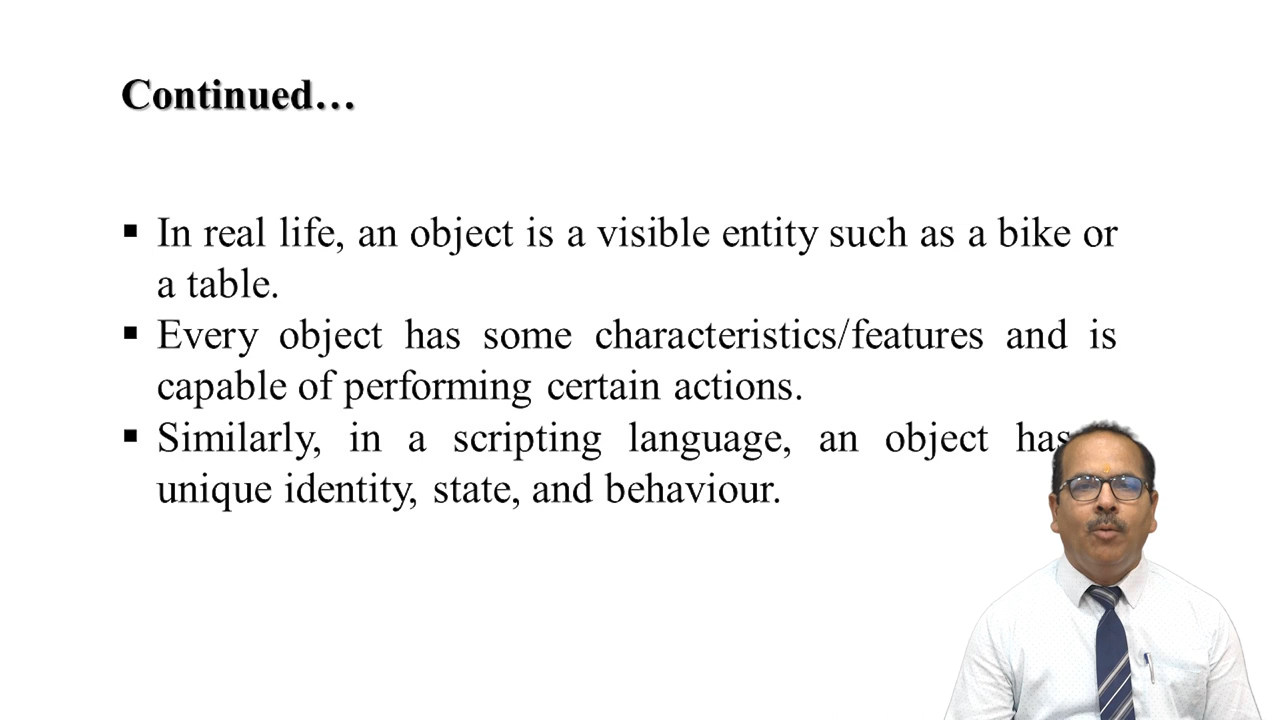 Continued…
▪ In real life, an object is a visible entity such as a bike or
a table.
▪ Every object has some characteristics/features and is
capable of performing certain actions.
▪ Similarly, in a scripting language, an object has
unique identity, state, and behaviour.